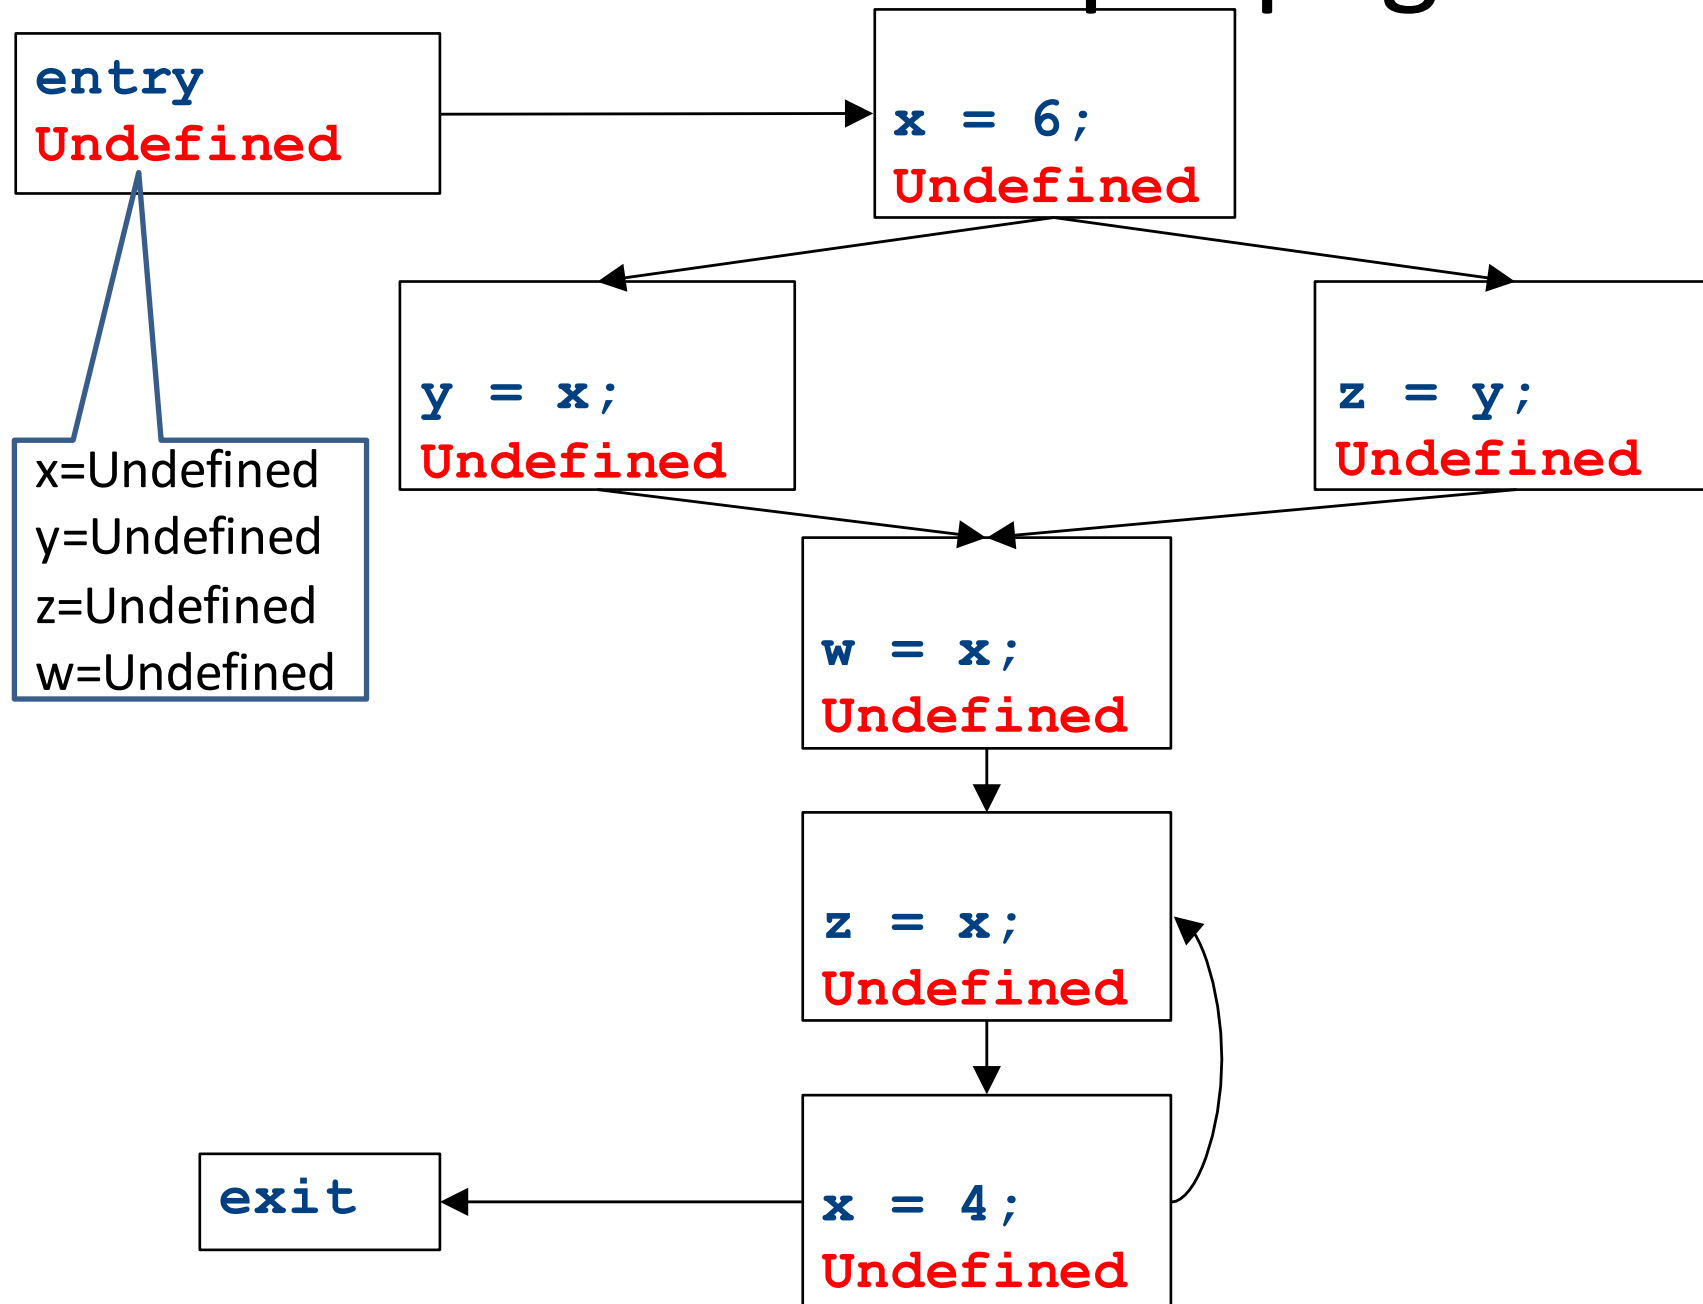 entry
Undefined
x = 6;
Undefined
y = x;
Undefined
z = y;
Undefined
x=Undefined
y=Undefined
z=Undefined
w=Undefined
w = x;
Undefined
z = x;
Undefined
exit
x = 4;
Undefined